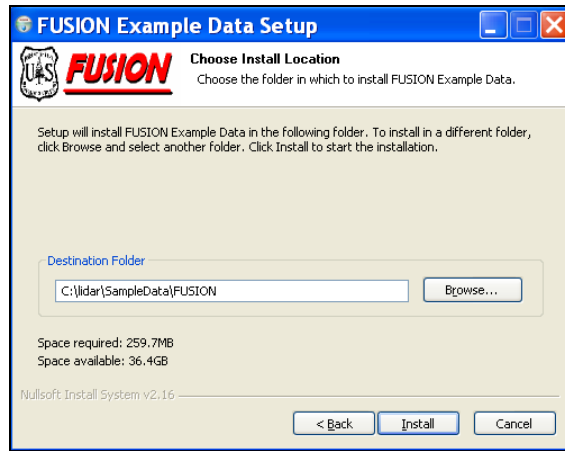 FUSION Example Data Setup
UAS
FUSION
Choose Install Location
Choose the folder in which to install FUSION Example Data.
Setup will install FUSION Example Data in the following folder. To install in a different folder,
click Browse and select another folder. Click Install to start the installation.
Destination Folder
C:\lidar\SampleData\FUSION
Browse...
Space required: 259.7MB
Space available: 36.4GB
Nullsoft Install System v2.16
< Back
Install
Cancel